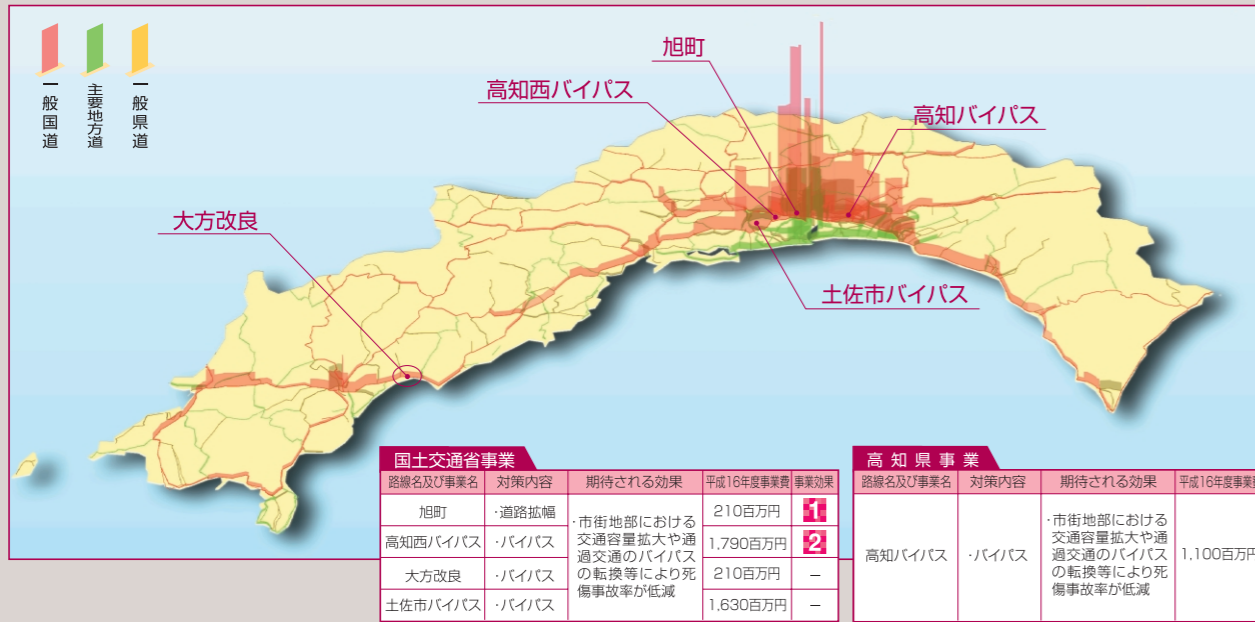 一般国道
主要地方道
一般県道
旭町
高知西バイパス
高知バイパス
大方改良
土佐市バイパス
国土交通省事業
路線名及び事業名 対策内容 期待される効果 平成16年度事業費 事業効果
旭町 ・道路拡幅 210百万円 1
高知西バイパス ・バイパス 1,790百万円 2
大方改良 ・バイパス 210百万円 −
土佐市バイパス ・バイパス 1,630百万円 −
・市街地部における
交通容量拡大や通
過交通のバイパス
の転換等により死
傷事故率が低減
高知県事業
路線名及び事業名 対策内容 期待される効果 平成16年度事業費
高知バイパス ・バイパス 1,100百万円
・市街地部における
交通容量拡大や通
過交通のバイパス
の転換等により死
傷事故率が低減